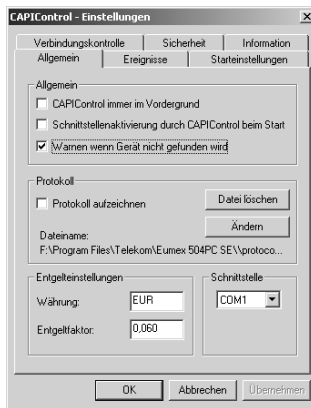 CAPIControl - Einstellungen
Verbindungskontrolle Sicherheit Information
Allgemein Ereignisse Starteinstellungen
Allgemein
CAPIControl immer im Vordergrund
Schnittstellenaktivierung durch CAPIControl beim Start
Warnen wenn Gerät nicht gefunden wird
Protokoll
Protokoll aufzeichnen Datei löschen
Ändern
Dateiname:
F:\Program Files\Telekom\Eumex 504PC SE\\protoco...
Entgelteinstellungen Schnittstelle
Währung: EUR COM1
Entgeltfaktor: 0,060
OK Abbrechen Übernehmen